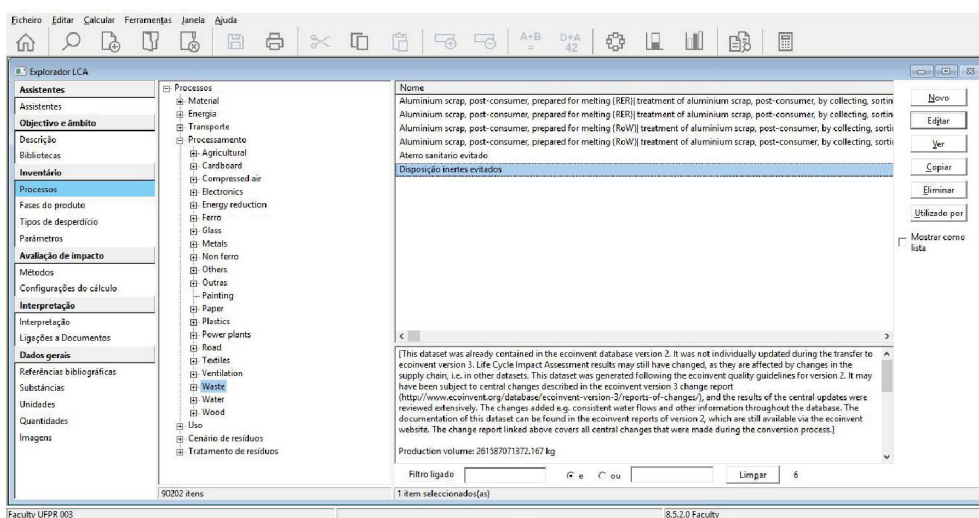 Ficheiro Editar Calcular Ferramentas Janela Ajuda
A+B
=
D+A
42
Explorador LCA
Assistentes
Assistentes
Objectivo e âmbito
Descrição
Bibliotecas
Inventário
Processos
Fases do produto
Tipos de desperdício
Parâmetros
Avaliação de impacto
Métodos
Configurações do cálculo
Interpretação
Interpretação
Ligações a Documentos
Dados gerais
Referências bibliográficas
Substâncias
Unidades
Quantidades
Imagens
Processos
Material
Energia
Transporte
Processamento
Agricultural
Cardboard
Compressed air
Electronics
Energy reduction
Ferro
Glass
Metals
Non ferro
Others
Outras
Painting
Paper
Plastics
Power plants
Road
Textiles
Ventilation
Waste
Water
Wood
Uso
Cenário de resíduos
Tratamento de resíduos
90202 itens
Nome
Aluminium scrap, post-consumer, prepared for melting {RER}| treatment of aluminium scrap, post-consumer, by collecting, sortin
Aluminium scrap, post-consumer, prepared for melting {RER}| treatment of aluminium scrap, post-consumer, by collecting, sortin
Aluminium scrap, post-consumer, prepared for melting {RoW}| treatment of aluminium scrap, post-consumer, by collecting, sorti
Aluminium scrap, post-consumer, prepared for melting {RoW}| treatment of aluminium scrap, post-consumer, by collecting, sorti
Aterro sanitario evitado
Disposição inertes evitados
[This dataset was already contained in the ecoinvent database version 2. It was not individually updated during the transfer to
ecoinvent version 3. Life Cycle Impact Assessment results may still have changed, as they are affected by changes in the
supply chain, i.e. in other datasets. This dataset was generated following the ecoinvent quality guidelines for version 2. It may
have been subject to central changes described in the ecoinvent version 3 change report
(http://www.ecoinvent.org/database/ecoinvent-version-3/reports-of-changes/), and the results of the central updates were
reviewed extensively. The changes added e.g. consistent water flows and other information throughout the database. The
documentation of this dataset can be found in the ecoinvent reports of version 2, which are still available via the ecoinvent
website. The change report linked above covers all central changes that were made during the conversion process.]
Production volume: 261587071372.167 kg
Filtro ligado e ou Limpar 6
1 item seleccionados(as)
Novo
Editar
Ver
Copiar
Eliminar
Utilizado por
Mostrar como
lista
Faculty UFPR 003
8.5.2.0 Faculty